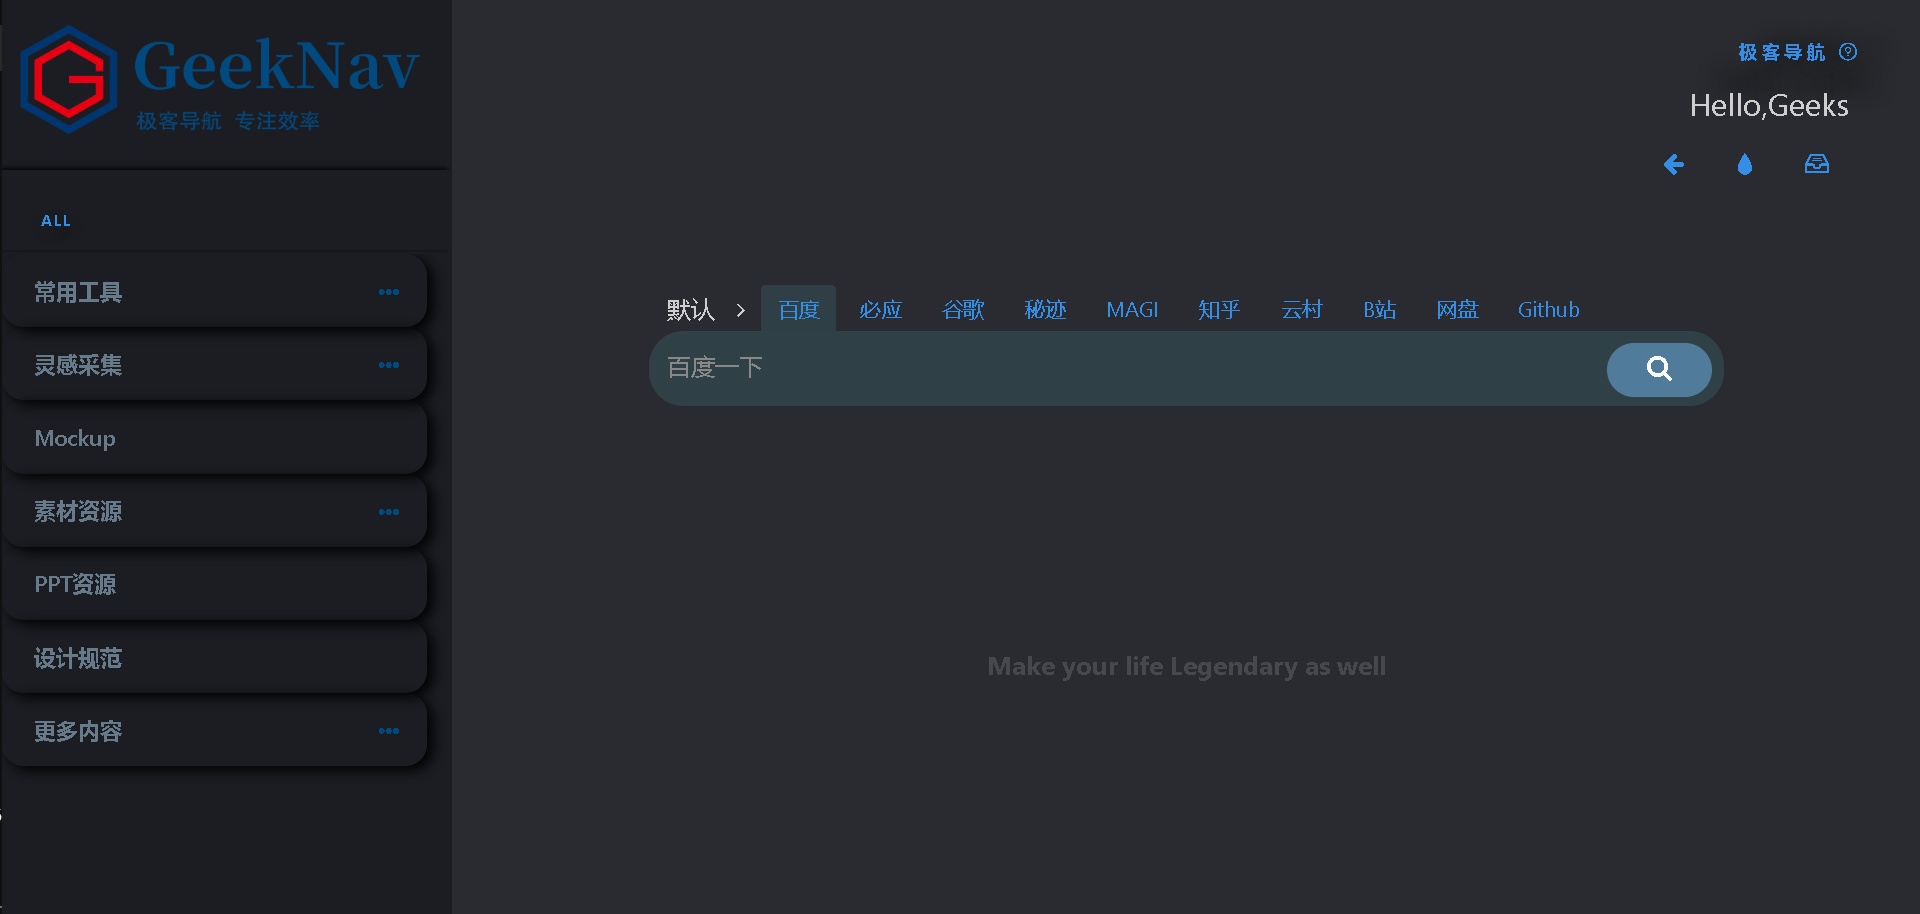 GeekNav
极客导航 专注效率
ALL
常用工具
灵感采集
Mockup
素材资源
PPT资源
设计规范
更多内容
极客导航
Hello,Geeks
默认 百度 必应 谷歌 秘迹 MAGI 知乎 云村 B站 网盘 Github
百度一下
Make your life Legendary as well